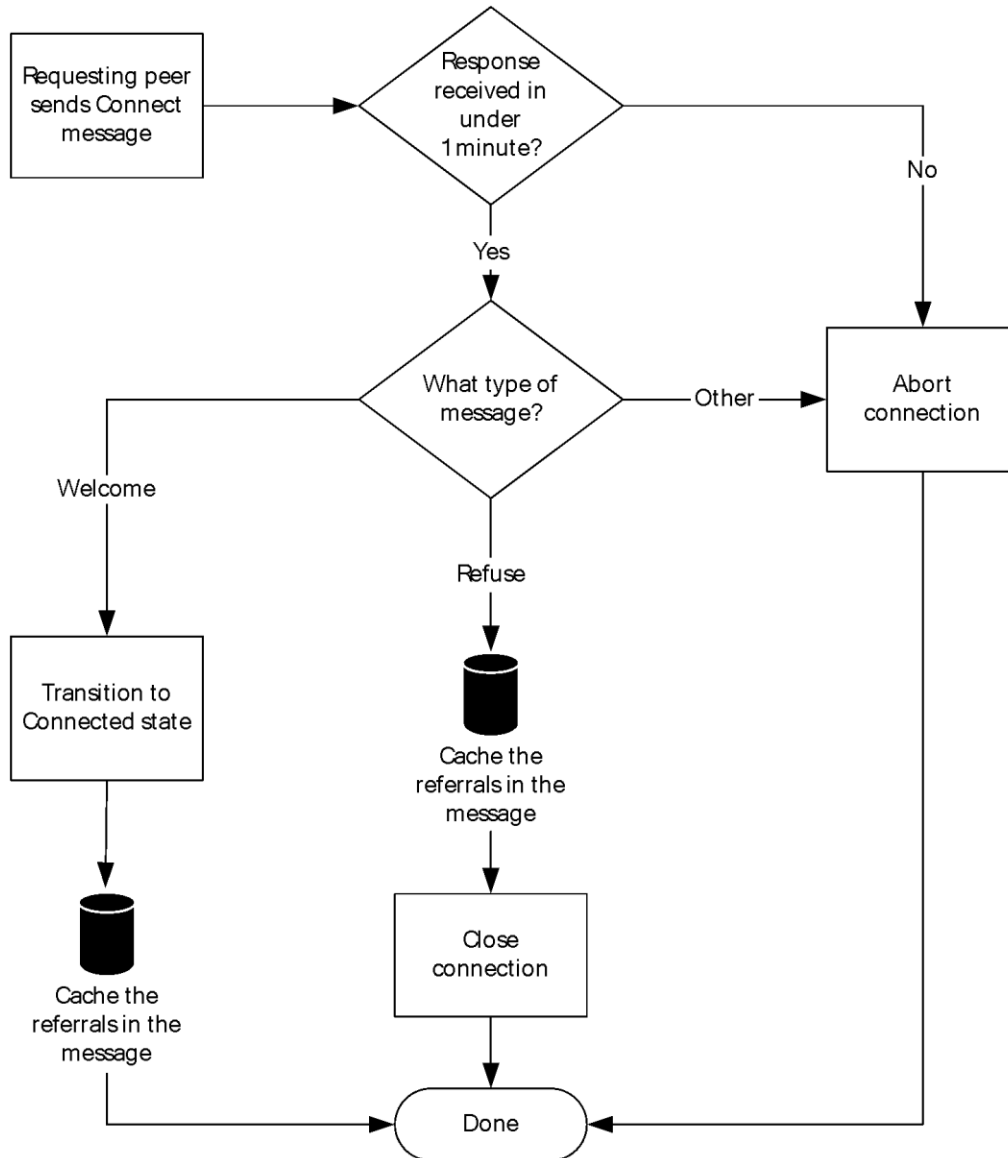 Requesting peer
sends Connect
message
Response
received in
under
1 minute?
No
Yes
What type of
message?
Other
Abort
connection
Welcome
Refuse
Transition to
Connected state
Cache the
referrals in the
message
Close
connection
Cache the
referrals in the
message
Done